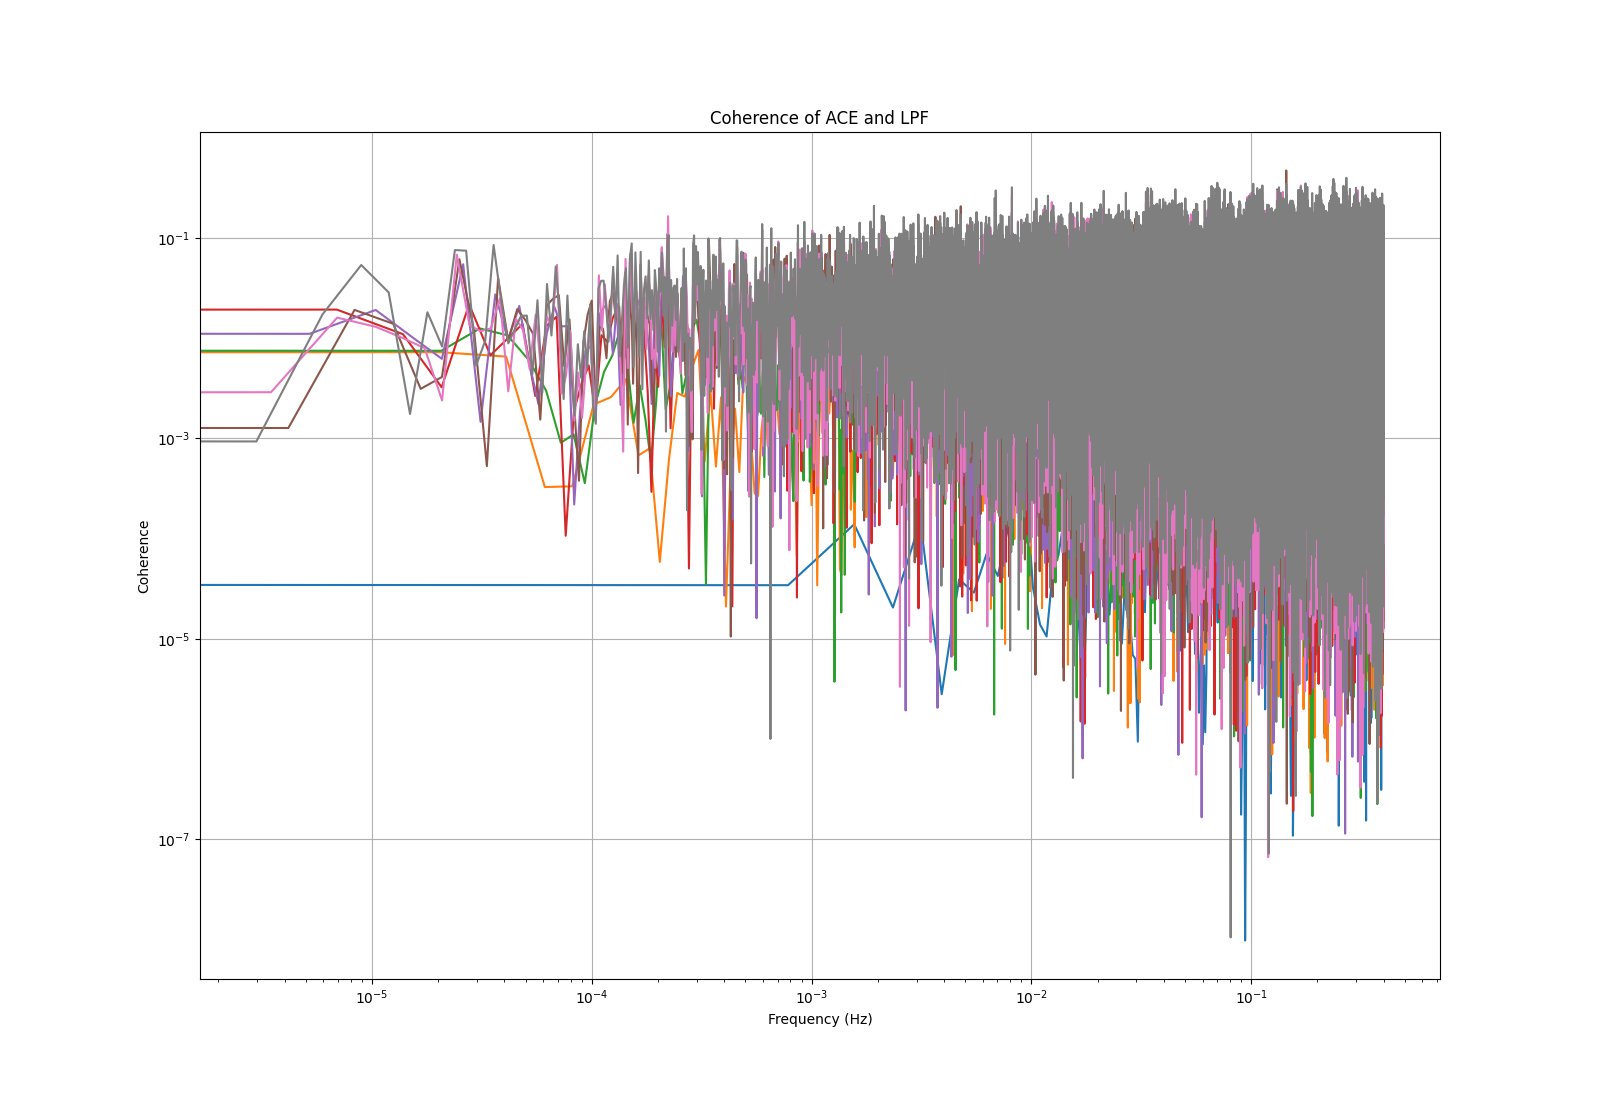 Coherence of ACE and LPF
Coherence
10⁻¹
10⁻³
10⁻⁵
10⁻⁷
10⁻⁵ 10⁻⁴ 10⁻³ 10⁻² 10⁻¹
Frequency (Hz)